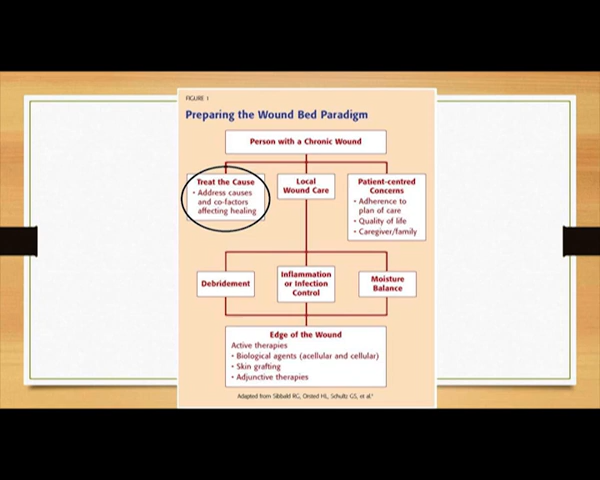 FIGURE 1
Preparing the Wound Bed Paradigm
Person with a Chronic Wound
Treat the Cause
• Address causes
and co-factors
affecting healing
Local
Wound Care
Patient-centred
Concerns
• Adherence to
plan of care
• Quality of life
• Caregiver/family
Debridement
Inflammation
or Infection
Control
Moisture
Balance
Edge of the Wound
Active therapies
• Biological agents (acellular and cellular)
• Skin grafting
• Adjunctive therapies
Adapted from Sibbald RG, Orsted HL, Schultz GS, et al.